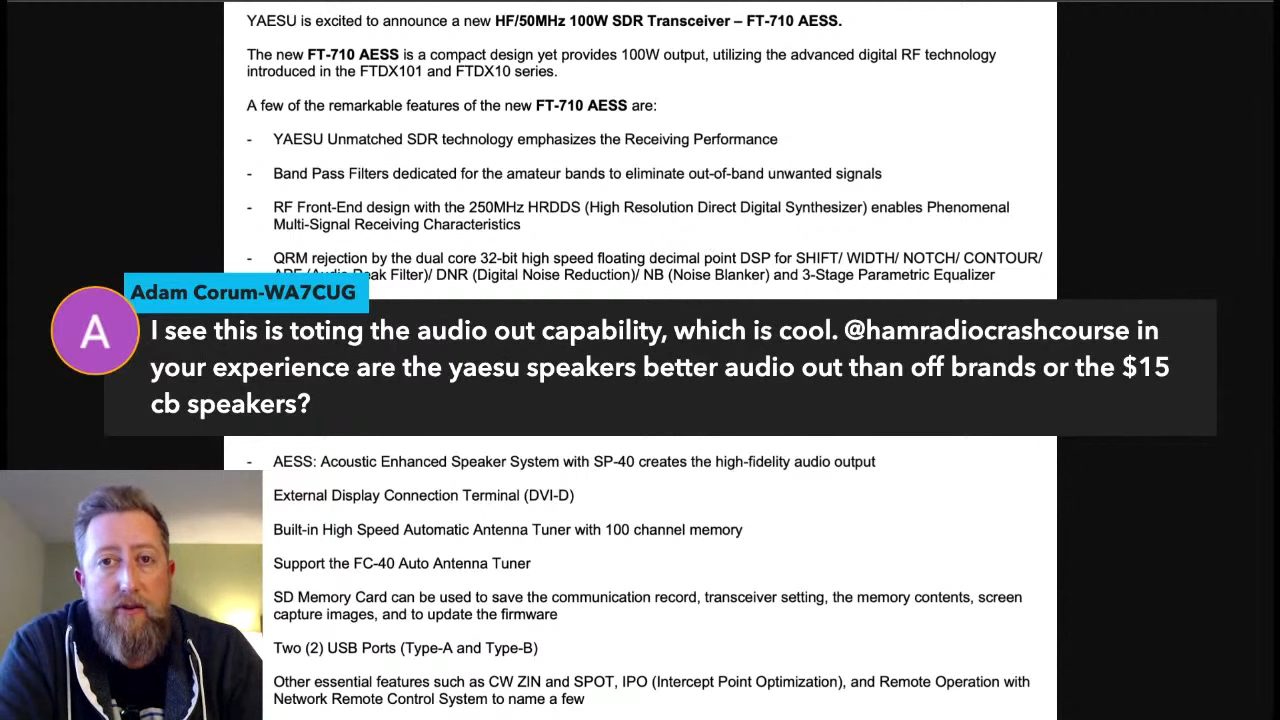 YAESU is excited to announce a new HF/50MHz 100W SDR Transceiver – FT-710 AESS.
The new FT-710 AESS is a compact design yet provides 100W output, utilizing the advanced digital RF technology
introduced in the FTDX101 and FTDX10 series.
A few of the remarkable features of the new FT-710 AESS are:
- YAESU Unmatched SDR technology emphasizes the Receiving Performance
- Band Pass Filters dedicated for the amateur bands to eliminate out-of-band unwanted signals
- RF Front-End design with the 250MHz HRDDS (High Resolution Direct Digital Synthesizer) enables Phenomenal
Multi-Signal Receiving Characteristics
- QRM rejection by the dual core 32-bit high speed floating decimal point DSP for SHIFT/ WIDTH/ NOTCH/ CONTOUR/
Filter)/ DNR (Digital Noise Reduction)/ NB (Noise Blanker) and 3-Stage Parametric Equalizer
Adam Corum-WA7CUG
A
I see this is toting the audio out capability, which is cool. @hamradiocrashcourse in
your experience are the yaesu speakers better audio out than off brands or the $15
cb speakers?
- AESS: Acoustic Enhanced Speaker System with SP-40 creates the high-fidelity audio output
External Display Connection Terminal (DVI-D)
Built-in High Speed Automatic Antenna Tuner with 100 channel memory
Support the FC-40 Auto Antenna Tuner
SD Memory Card can be used to save the communication record, transceiver setting, the memory contents, screen
capture images, and to update the firmware
Two (2) USB Ports (Type-A and Type-B)
Other essential features such as CW ZIN and SPOT, IPO (Intercept Point Optimization), and Remote Operation with
Network Remote Control System to name a few